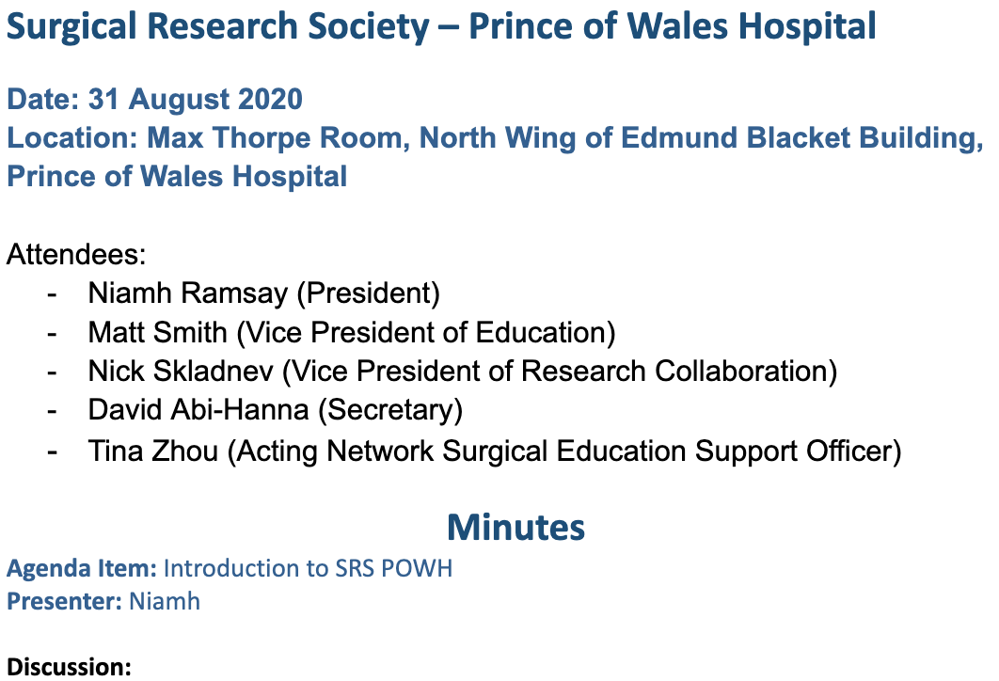 Surgical Research Society – Prince of Wales Hospital
Date: 31 August 2020
Location: Max Thorpe Room, North Wing of Edmund Blacket Building,
Prince of Wales Hospital
Attendees:
- Niamh Ramsay (President)
- Matt Smith (Vice President of Education)
- Nick Skladnev (Vice President of Research Collaboration)
- David Abi-Hanna (Secretary)
- Tina Zhou (Acting Network Surgical Education Support Officer)
Minutes
Agenda Item: Introduction to SRS POWH
Presenter: Niamh
Discussion: